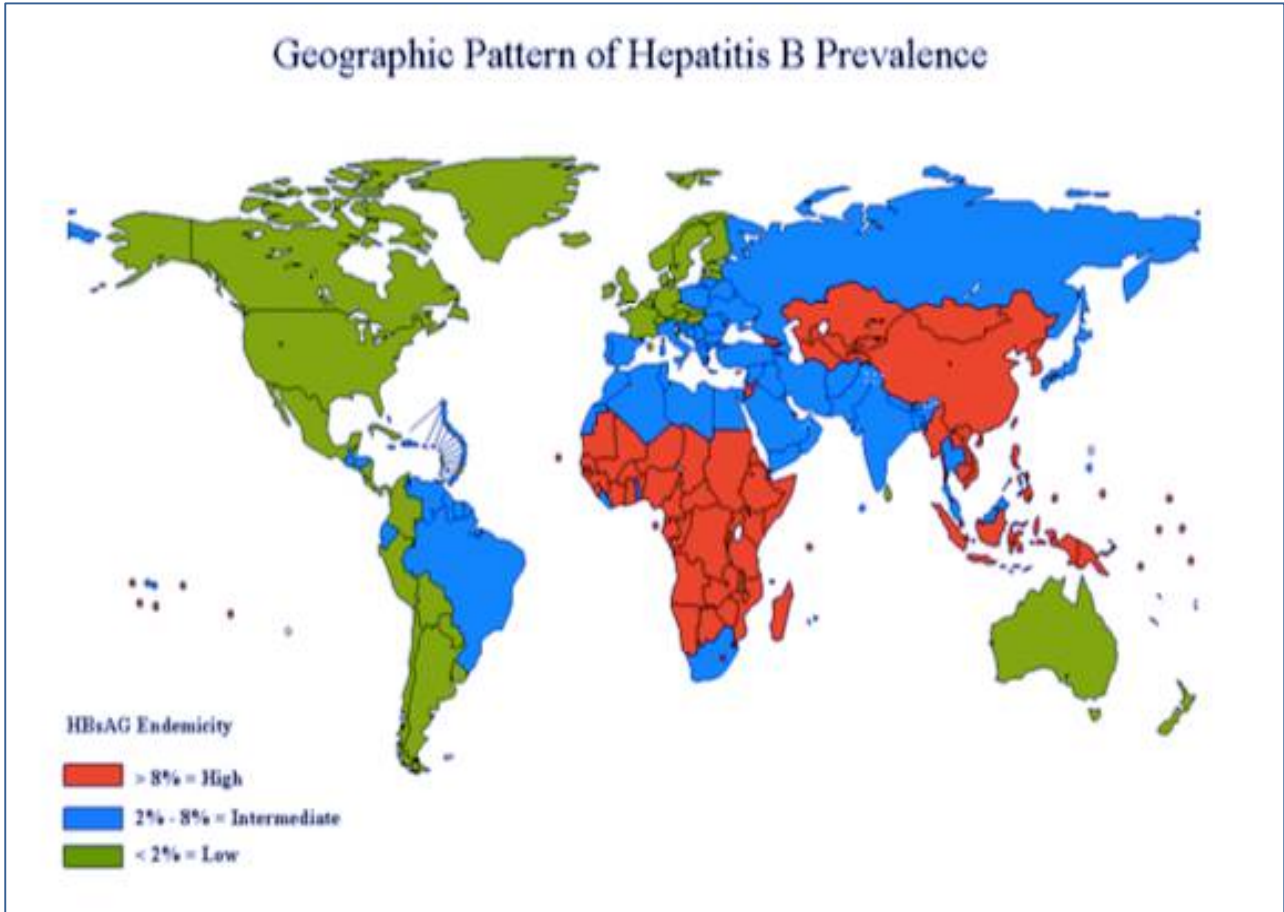 Geographic Pattern of Hepatitis B Prevalence
HBsAG Endemicity
> 8% = High
2% - 8% = Intermediate
< 2% = Low